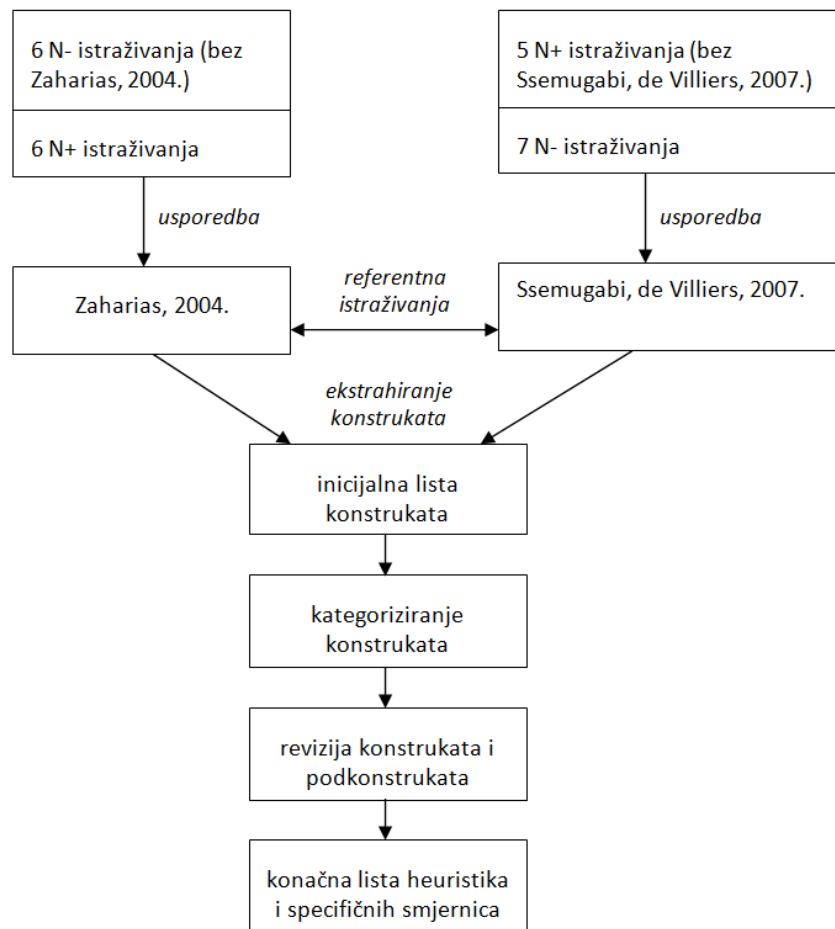 6 N- istraživanja (bez
Zaharias, 2004.)
6 N+ istraživanja
5 N+ istraživanja (bez
Ssemugabi, de Villiers, 2007.)
7 N- istraživanja
usporedba
usporedba
Zaharias, 2004.
referentna
istraživanja
Ssemugabi, de Villiers, 2007.
ekstrahiranje
konstrukata
inicijalna lista
konstrukata
kategoriziranje
konstrukata
revizija konstrukata i
podkonstrukata
konačna lista heuristika
i specifičnih smjernica